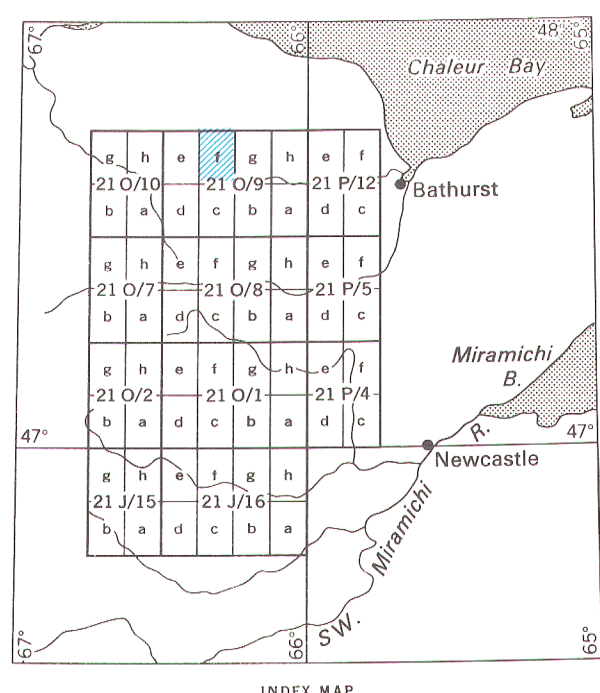 67°
66
48°
65°
Chaleur Bay
g h e f g h e f
21 O/10 21 O/9 21 P/12
Bathurst
b a d c b a d c
g h e f g h e f
21 O/7 21 O/8 21 P/5
b a d c b a d c
Miramichi
B.
g h e f g h e f
21 O/2 21 O/1 21 P/4
b a d c b a d c
R.
47°
47°
Newcastle
g h e f g h
21 J/15 21 J/16
b a d c b a
Miramichi
SW.
67°
66°
65°
INDEX MAP